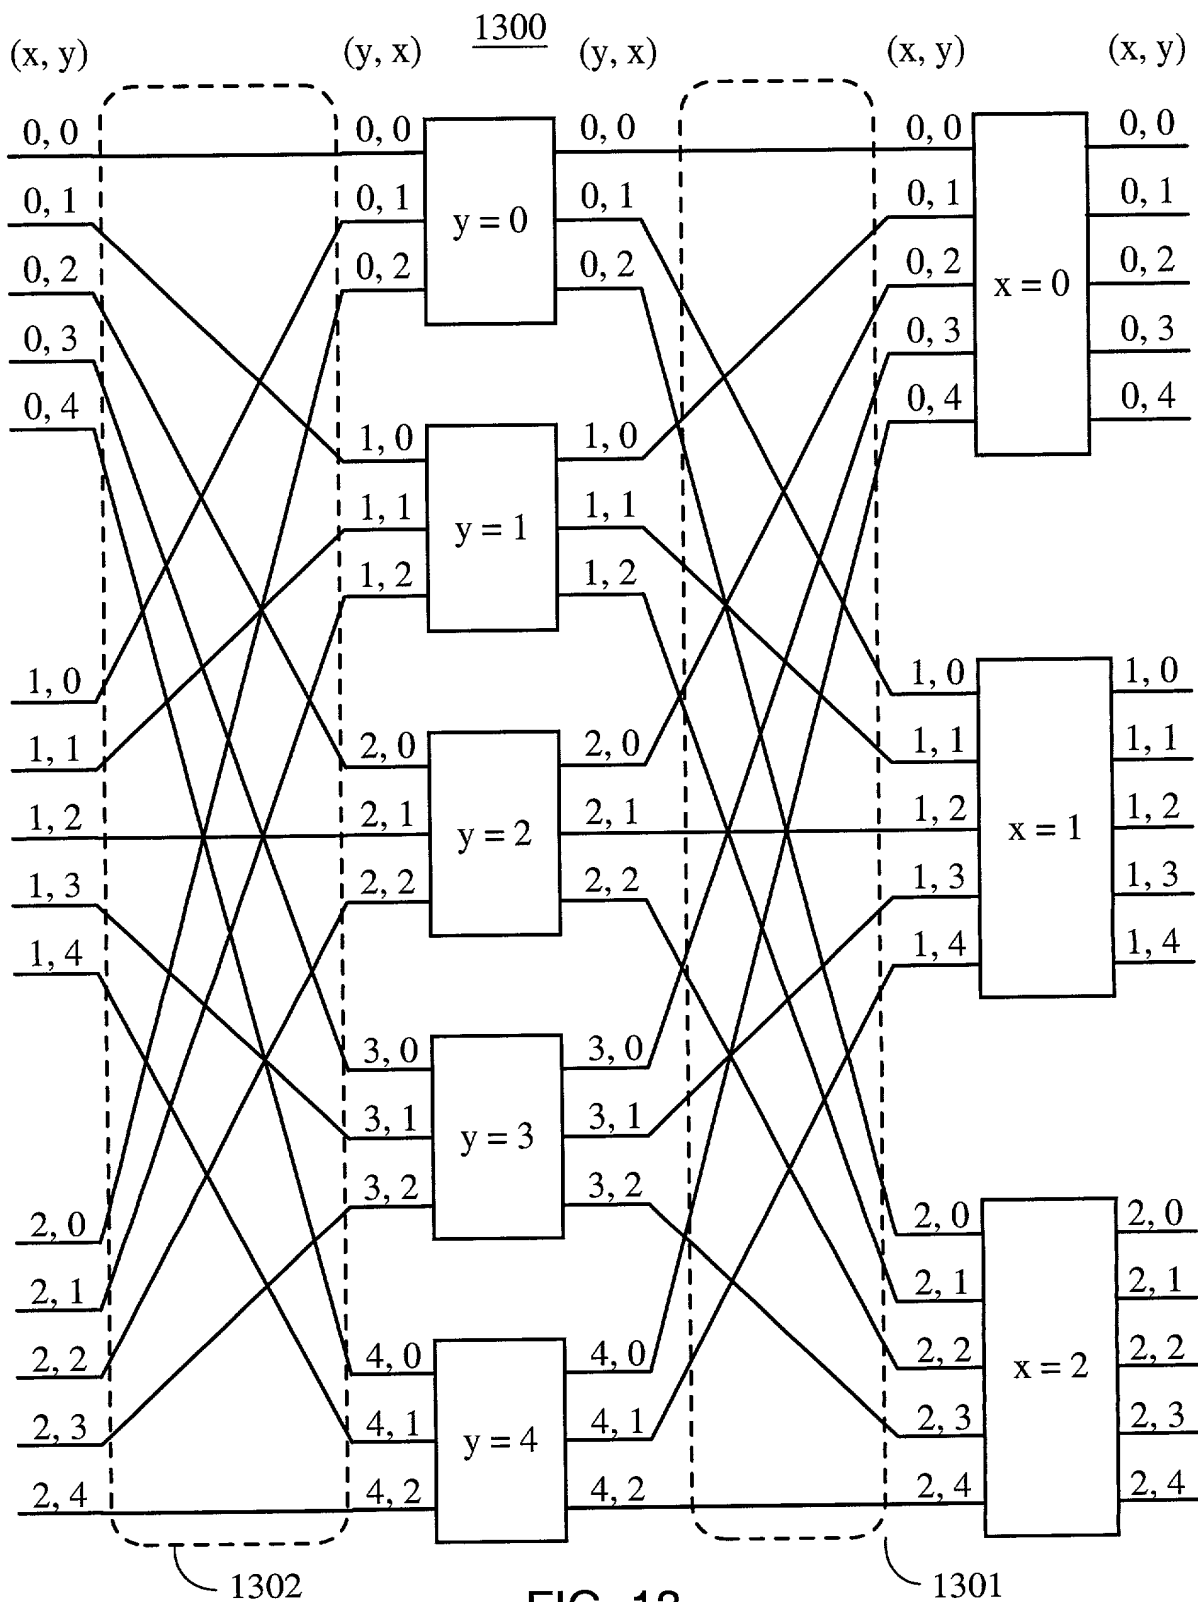 1300
(x, y) (y, x) (y, x) (x, y) (x, y)
0, 0 0, 0 0, 0 0, 0 0, 0
0, 1 0, 1 y = 0 0, 1 0, 1 0, 1
0, 2 0, 2 0, 2 0, 2 x = 0 0, 2
0, 3 0, 3 0, 3
0, 4 0, 4 0, 4
1, 0 1, 0
1, 1 y = 1 1, 1
1, 2 1, 2
1, 0 1, 0 1, 0
1, 1 2, 0 2, 0 1, 1 1, 1
1, 2 2, 1 y = 2 2, 1 1, 2 x = 1 1, 2
1, 3 2, 2 2, 2 1, 3 1, 3
1, 4 1, 4 1, 4
3, 0 3, 0
3, 1 y = 3 3, 1
3, 2 3, 2
2, 0 2, 0 2, 0
2, 1 2, 1 2, 1
2, 2 4, 0 4, 0 2, 2 x = 2 2, 2
2, 3 4, 1 y = 4 4, 1 2, 3 2, 3
2, 4 4, 2 4, 2 2, 4 2, 4
1302 1301
FIG.